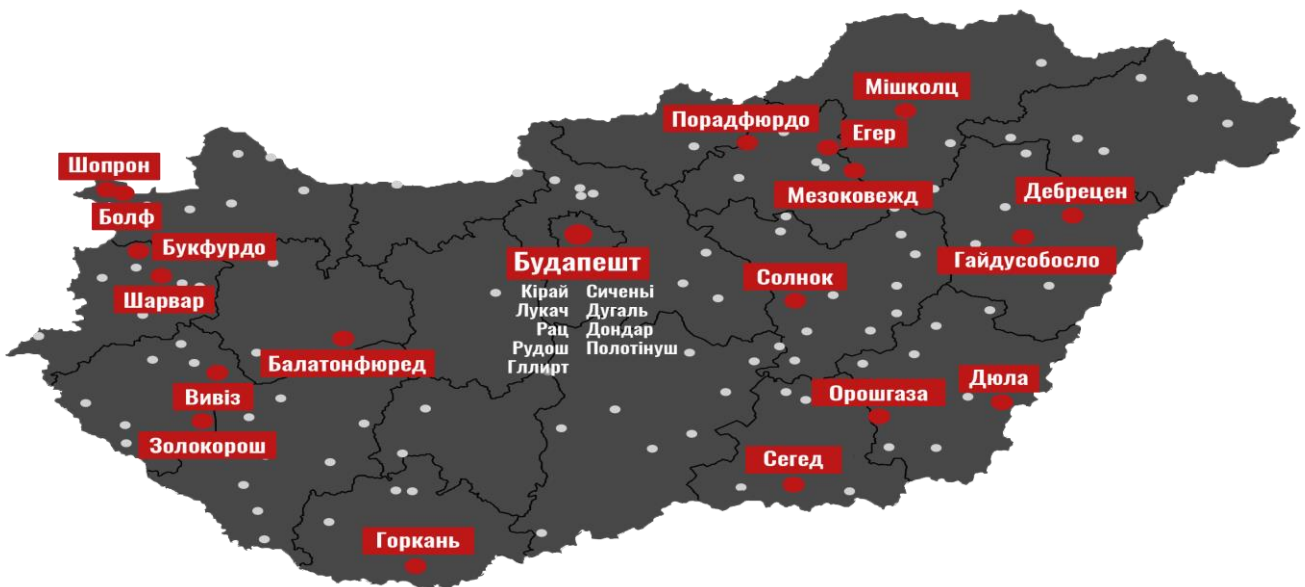 Мішколц
Порадфюрдо
Егер
Шопрон
Мезоковежд
Дебрецен
Болф
Букфурдо
Будапешт
Гайдусобосло
Солнок
Шарвар
Кірай Сиченьі
Лукач Дугаль
Рац Дондар
Рудош Полотінуш
Гллирт
Балатонфюред
Вивіз
Орошгаза
Дюла
Золокорош
Сегед
Горкань